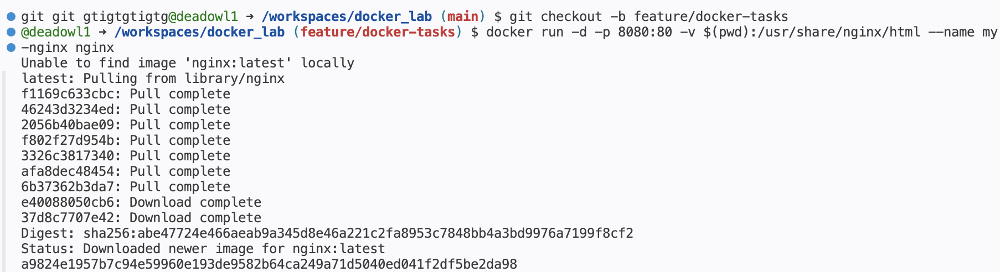 git git gtigtgtigtg@deadowl1 → /workspaces/docker_lab (main) $ git checkout -b feature/docker-tasks
@deadowl1 → /workspaces/docker_lab (feature/docker-tasks) $ docker run -d -p 8080:80 -v $(pwd):/usr/share/nginx/html --name my
-nginx nginx
Unable to find image 'nginx:latest' locally
latest: Pulling from library/nginx
f1169c633cbc: Pull complete
46243d3234ed: Pull complete
2056b40bae09: Pull complete
f802f27d954b: Pull complete
3326c3817340: Pull complete
afa8dec48454: Pull complete
6b37362b3da7: Pull complete
e40088050cb6: Download complete
37d8c7707e42: Download complete
Digest: sha256:abe47724e466aeab9a345d8e46a221c2fa8953c7848bb4a3bd9976a7199f8cf2
Status: Downloaded newer image for nginx:latest
a9824e1957b7c94e59960e193de9582b64ca249a71d5040ed041f2df5be2da98